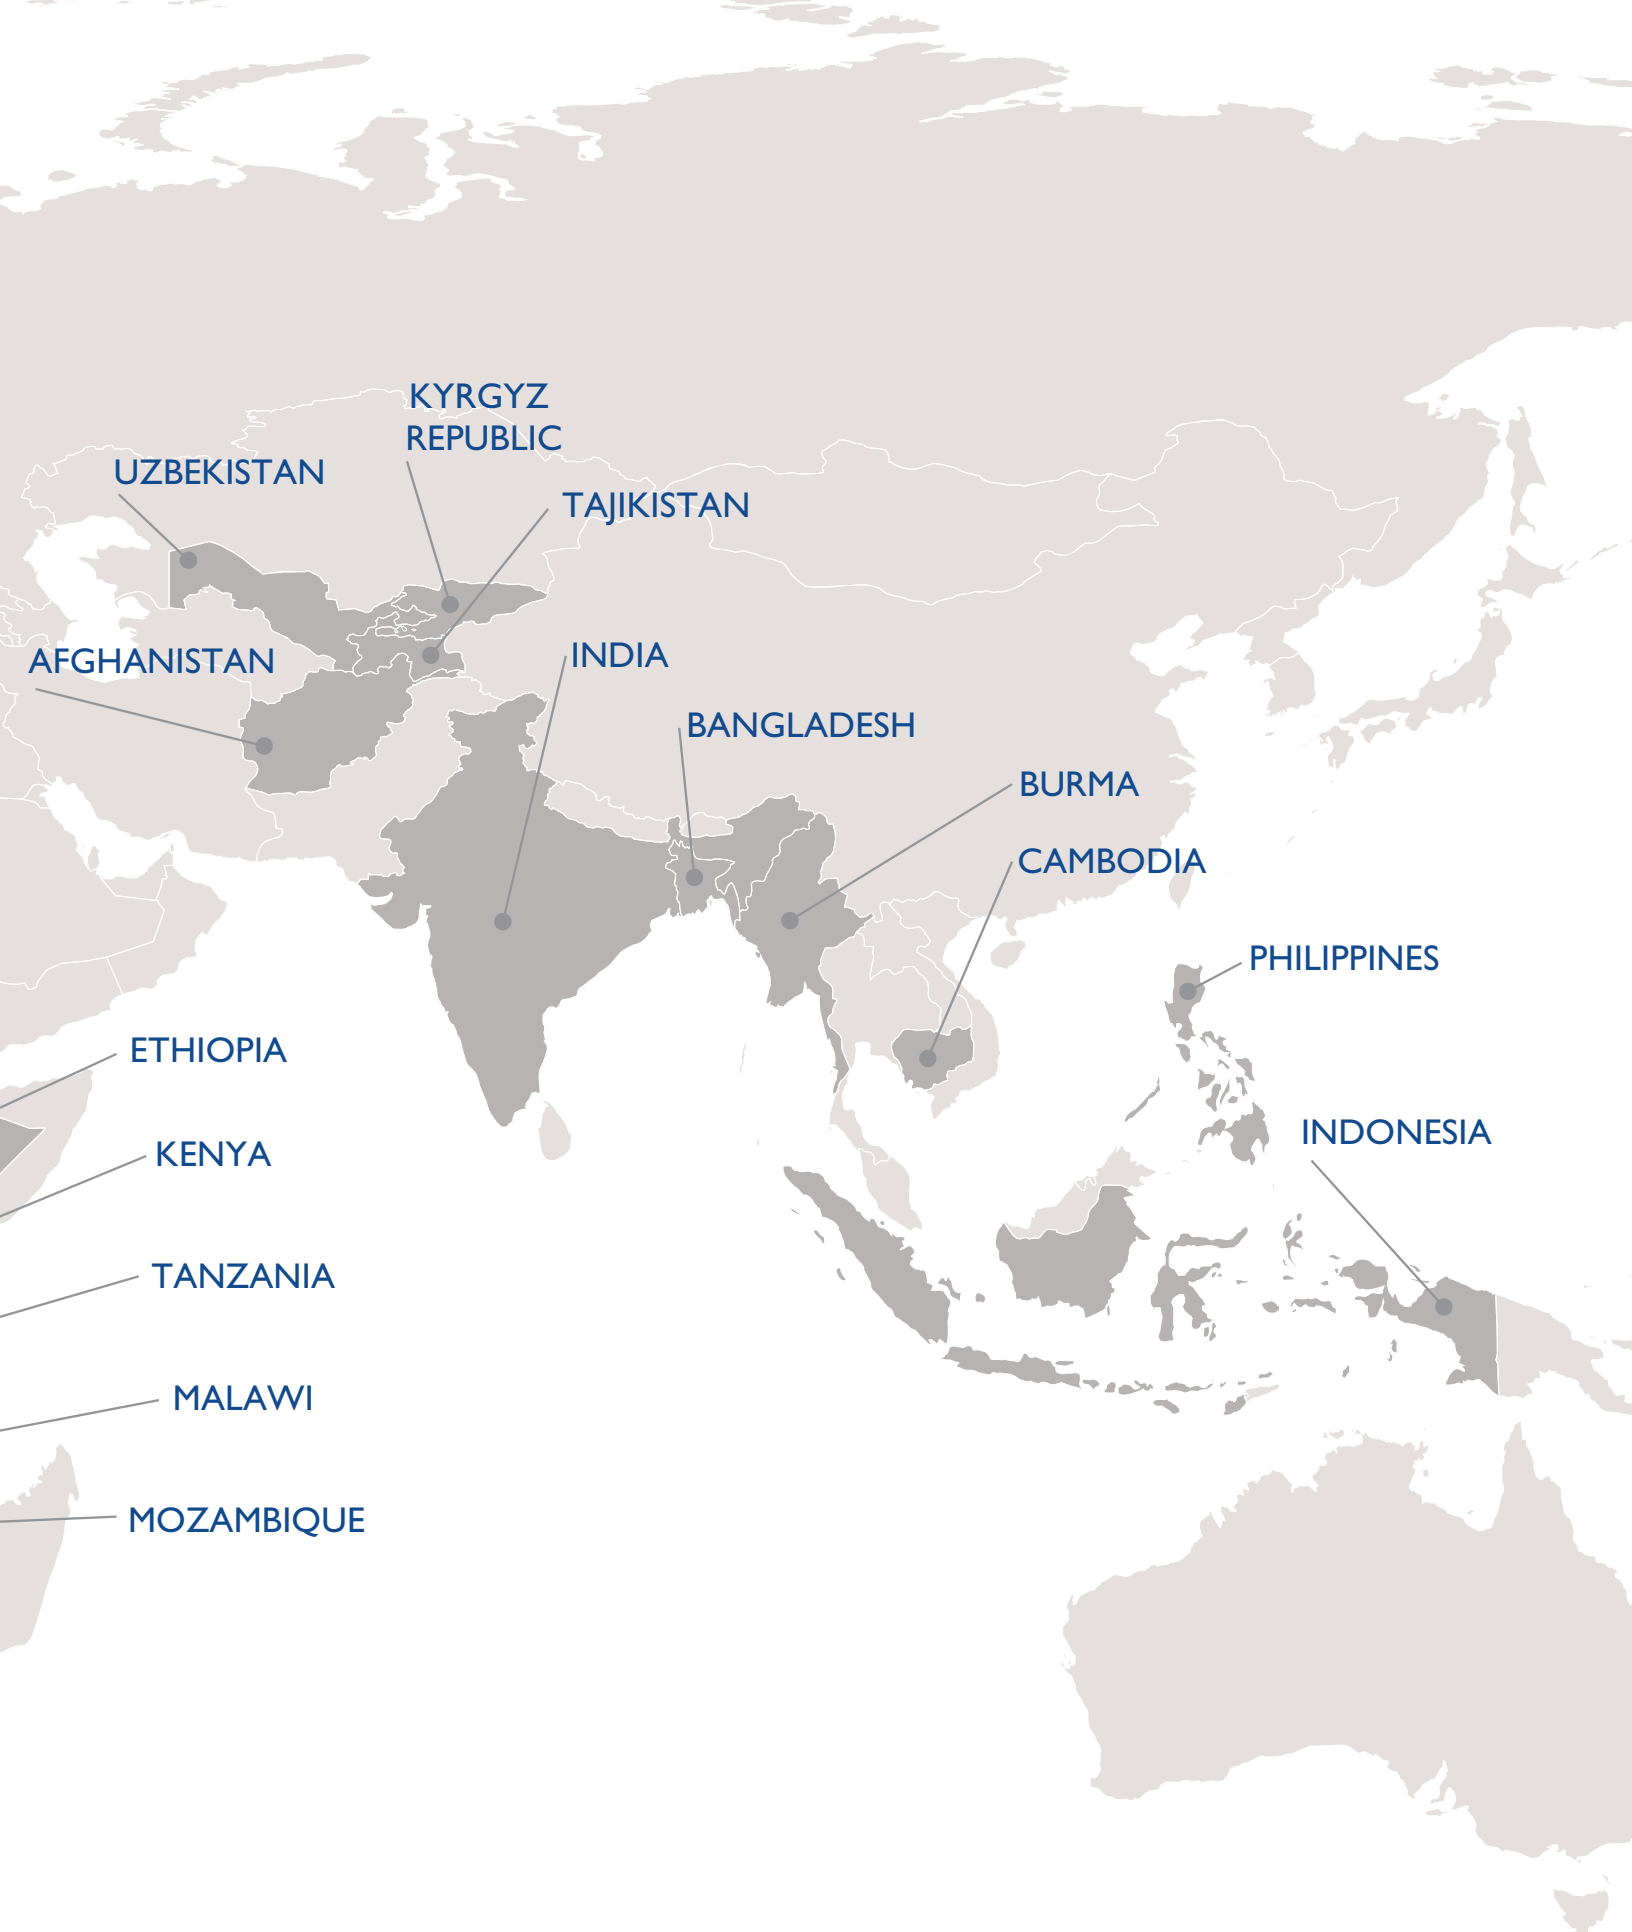 KYRGYZ
REPUBLIC
UZBEKISTAN
TAJIKISTAN
AFGHANISTAN
INDIA
BANGLADESH
BURMA
CAMBODIA
PHILIPPINES
ETHIOPIA
INDONESIA
KENYA
TANZANIA
MALAWI
MOZAMBIQUE